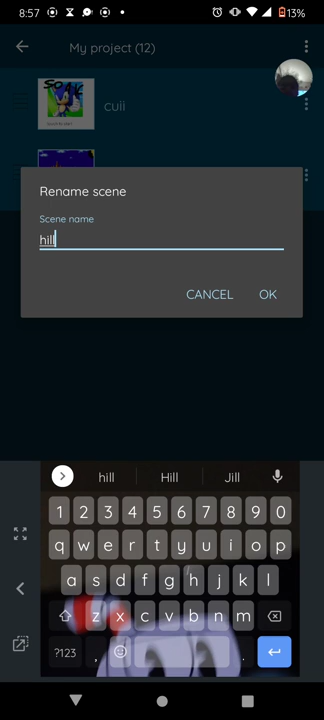 8:57
13%
My project (12)
cuii
Rename scene
Scene name
hill
CANCEL OK
hill Hill Jill
1 2 3 4 5 6 7 8 9 0
q w e r t y u i o p
a s d f g h j k l
z x c v b n m
?123 , .